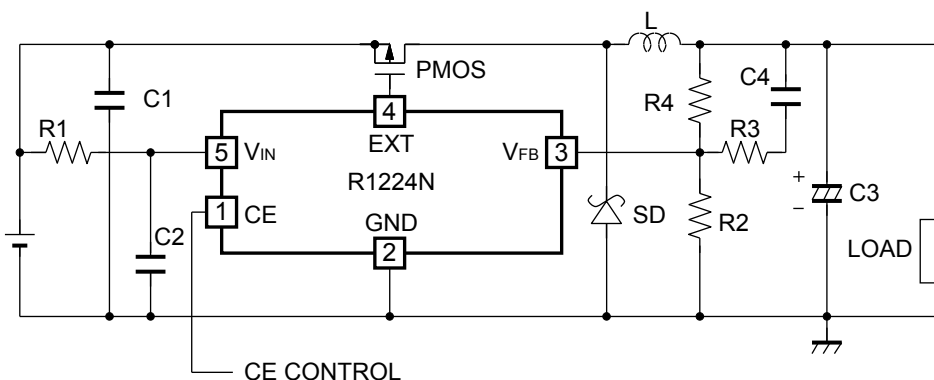 L
PMOS
C4
C1
R4
4
R1
EXT
R3
5
VIN
VFB
3
R1224N
+
C3
1
CE
–
GND
SD
R2
C2
2
LOAD
CE CONTROL